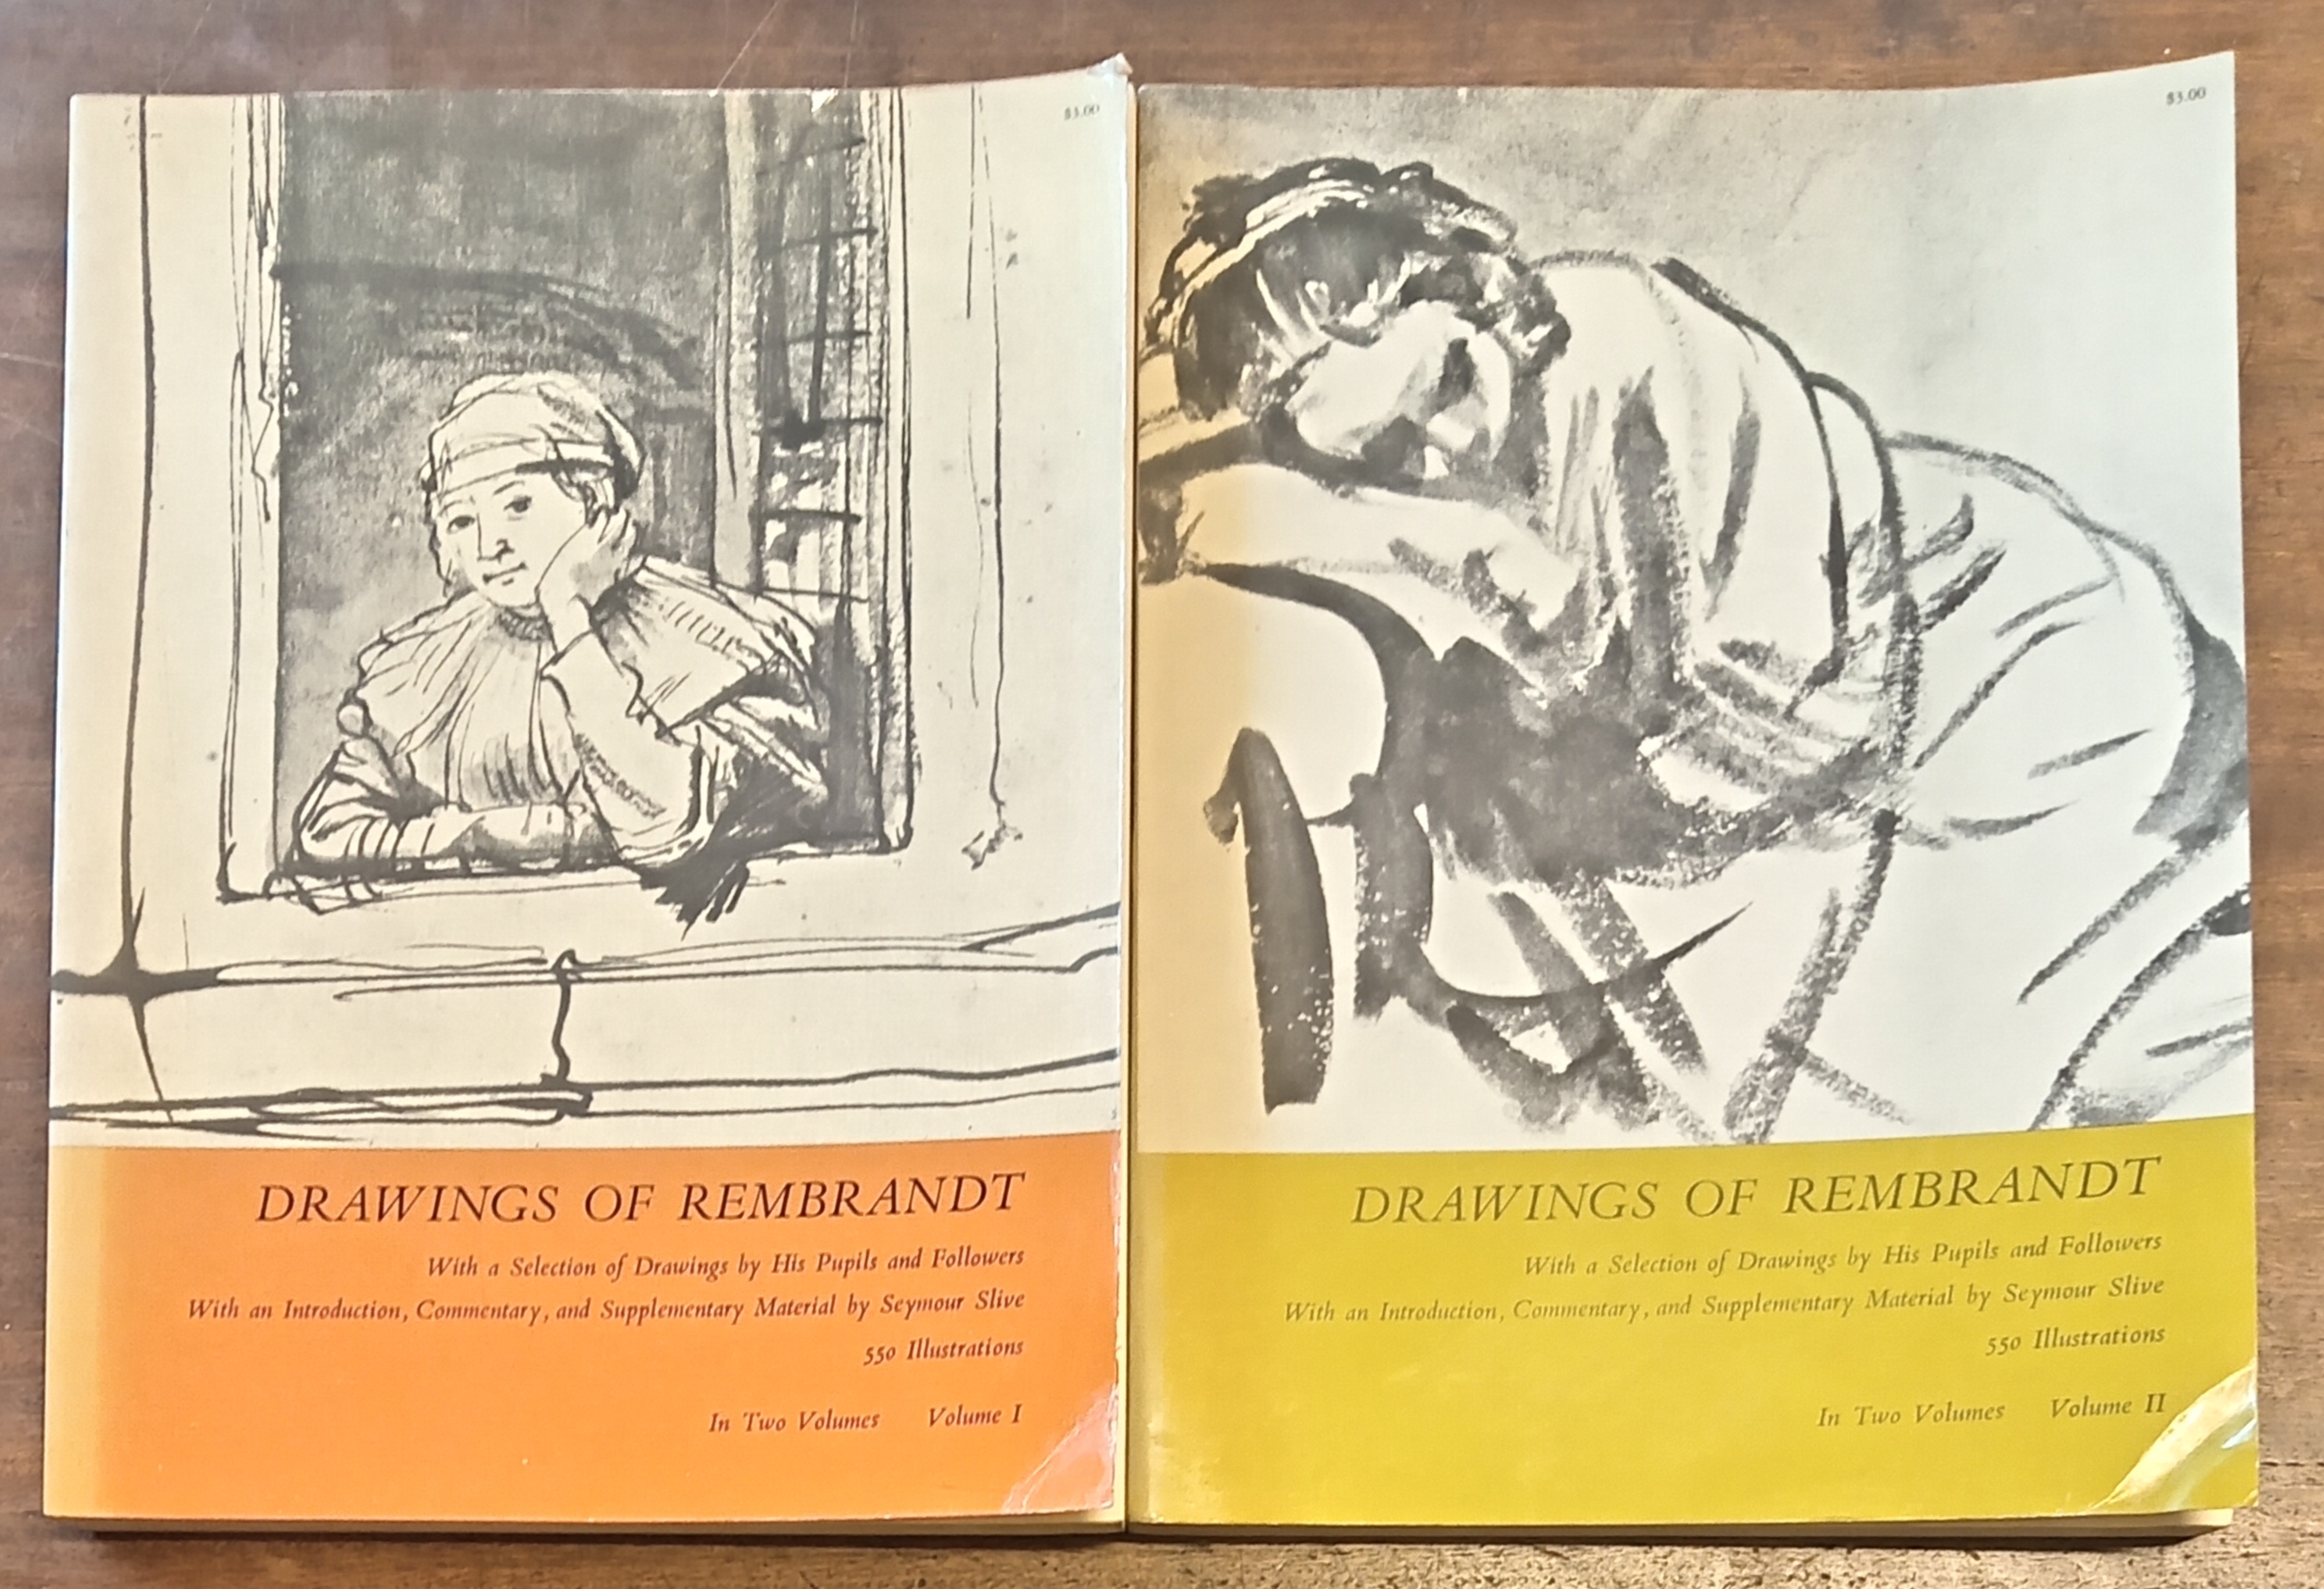 $3.00
DRAWINGS OF REMBRANDT
With a Selection of Drawings by His Pupils and Followers
With an Introduction, Commentary, and Supplementary Material by Seymour Slive
550 Illustrations
In Two Volumes Volume I
$3.00
DRAWINGS OF REMBRANDT
With a Selection of Drawings by His Pupils and Followers
With an Introduction, Commentary, and Supplementary Material by Seymour Slive
550 Illustrations
In Two Volumes Volume II